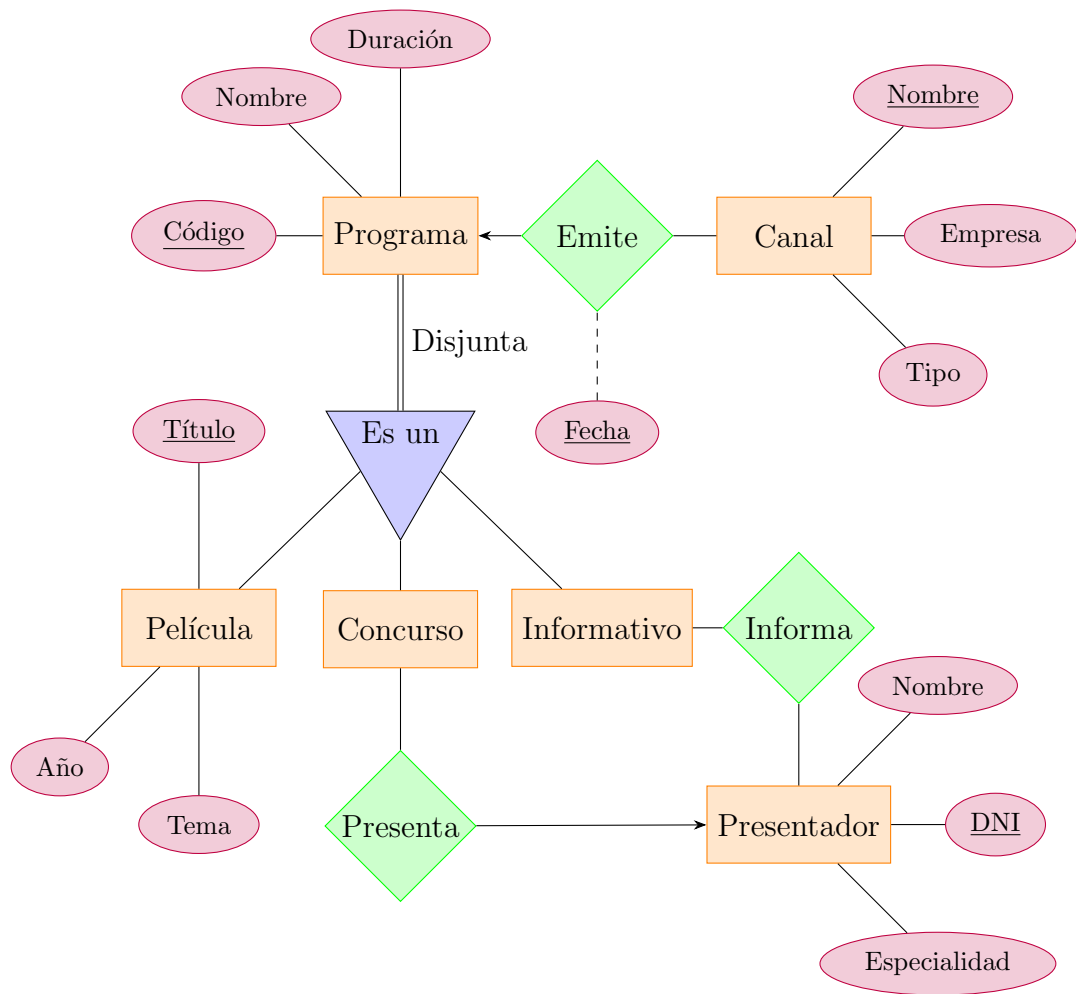 Duración
Nombre
Nombre
Código
Programa
Emite
Canal
Empresa
Disjunta
Tipo
Título
Es un
Fecha
Película
Concurso
Informativo
Informa
Nombre
Año
Tema
Presenta
Presentador
DNI
Especialidad